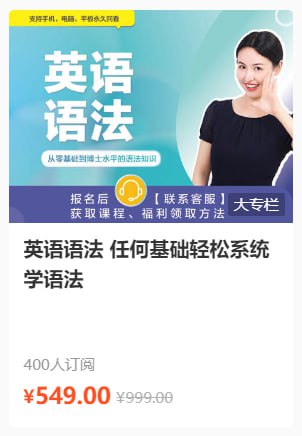 支持手机、电脑、平板永久回看
英语
语法
从零基础到博士水平的语法知识
报名后【联系客服】
获取课程、福利领取方法
大专栏
英语语法 任何基础轻松系统
学语法
400人订阅
¥549.00 ¥999.00